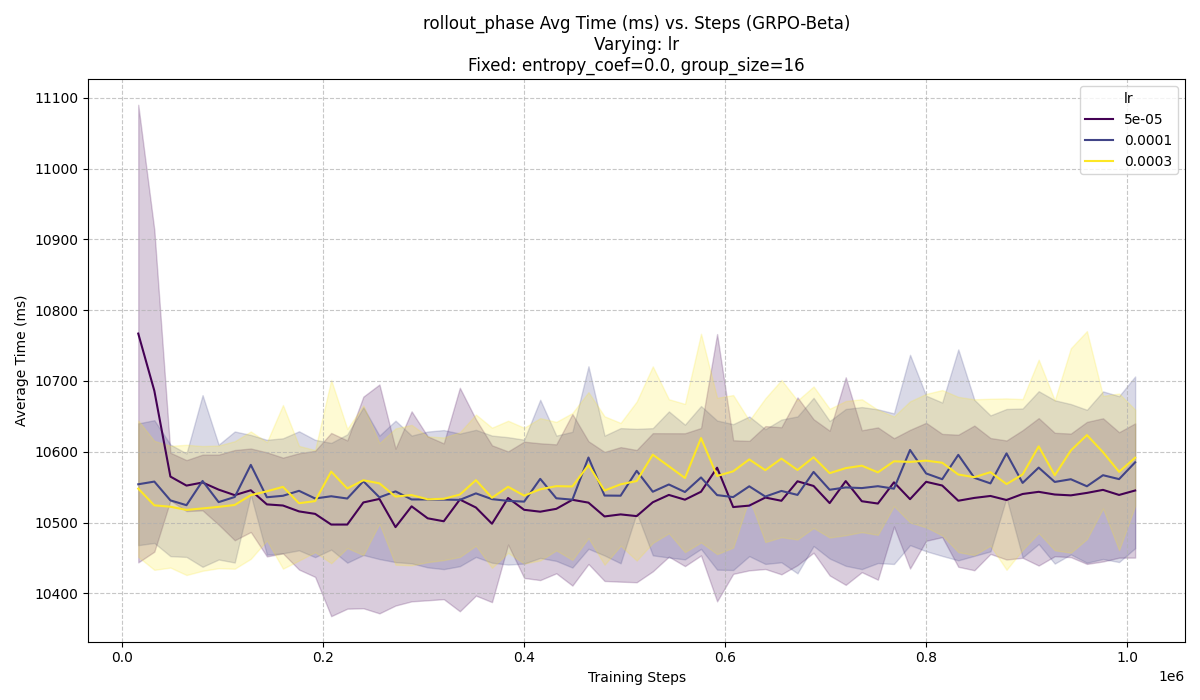 rollout_phase Avg Time (ms) vs. Steps (GRPO-Beta)
Varying: lr
Fixed: entropy_coef=0.0, group_size=16
lr
5e-05
0.0001
0.0003
Average Time (ms)
11100
11000
10900
10800
10700
10600
10500
10400
0.0
0.2
0.4
0.6
0.8
1.0
1e6
Training Steps